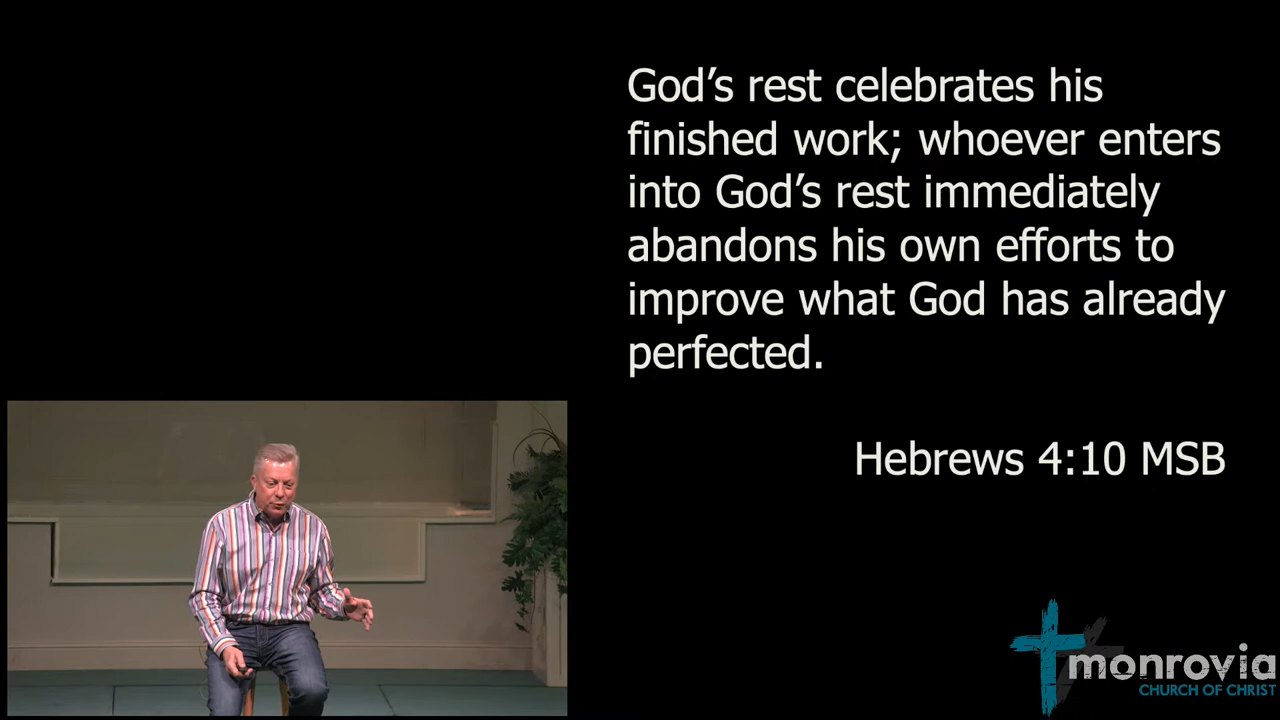 God’s rest celebrates his
finished work; whoever enters
into God’s rest immediately
abandons his own efforts to
improve what God has already
perfected.
Hebrews 4:10 MSB
monrovia
CHURCH OF CHRIST